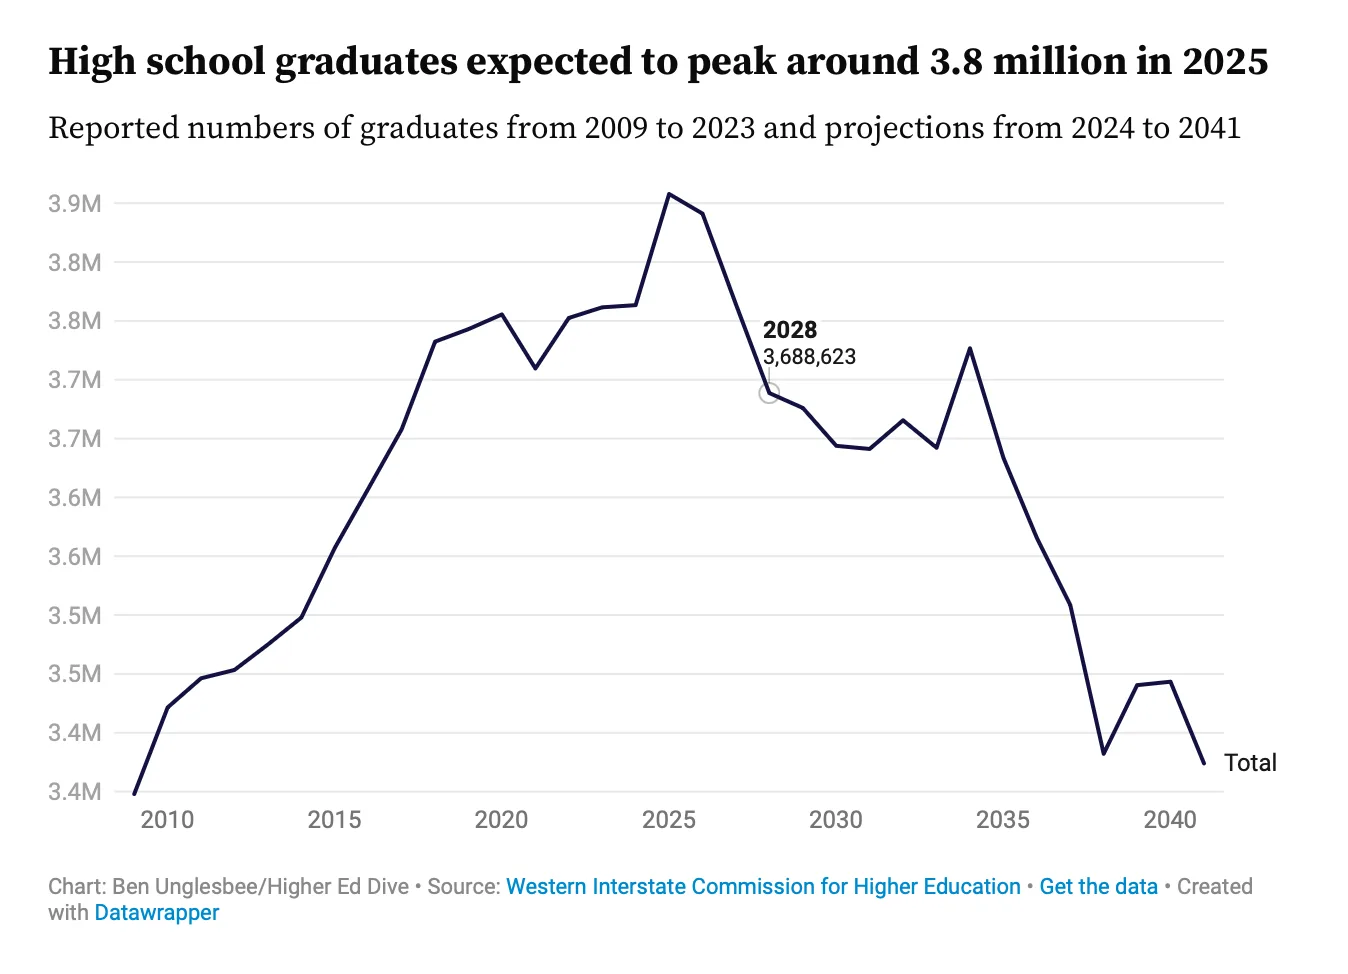 High school graduates expected to peak around 3.8 million in 2025
Reported numbers of graduates from 2009 to 2023 and projections from 2024 to 2041
3.9M
3.8M
3.8M
2028
3,688,623
3.7M
3.7M
3.6M
3.6M
3.5M
3.5M
3.4M
Total
3.4M
2010 2015 2020 2025 2030 2035 2040
Chart: Ben Unglesbee/Higher Ed Dive • Source: Western Interstate Commission for Higher Education • Get the data • Created
with Datawrapper